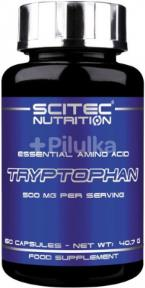 SCITEC
NUTRITION
+Pilulka
ESSENTIAL AMINO ACID
TRYPTOPHAN
500 MG PER SERVING
60 CAPSULES - NET WT: 40.7 G
FOOD SUPPLEMENT